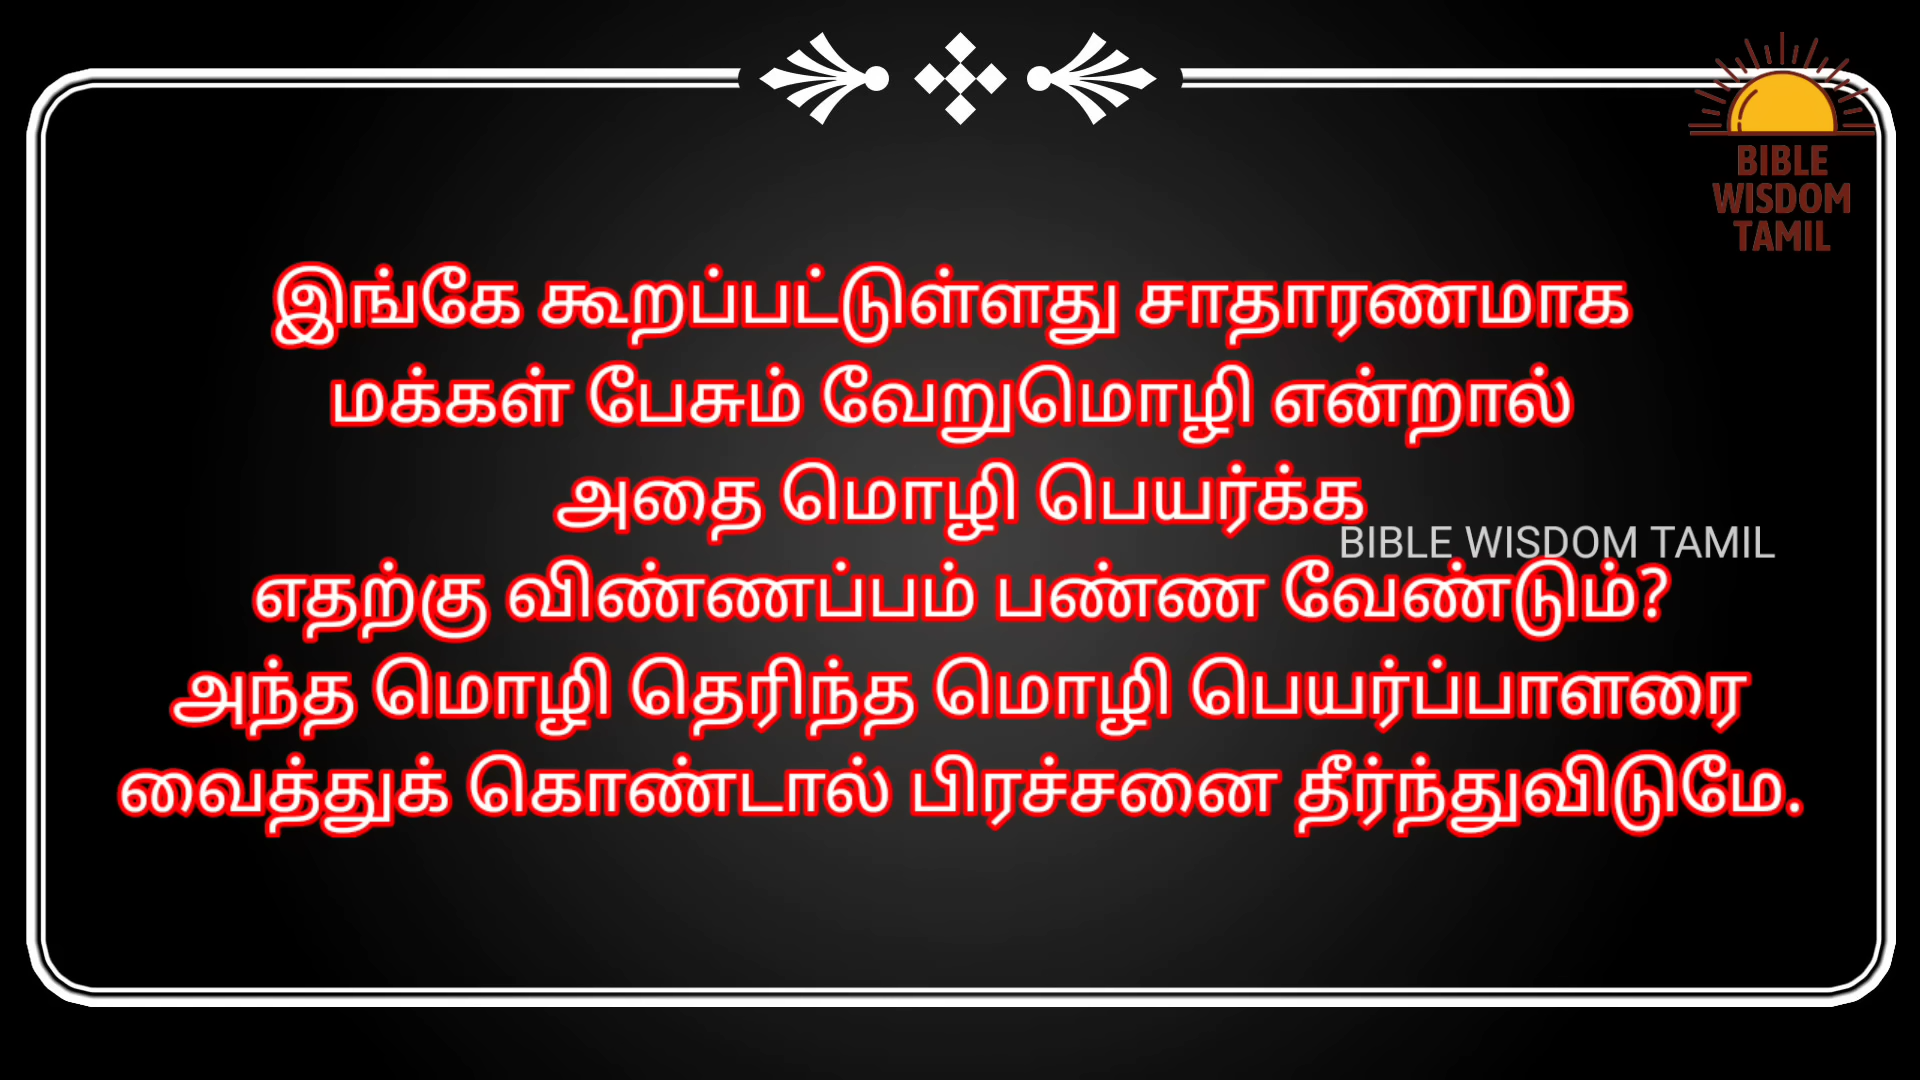 BIBLE
WISDOM
TAMIL
இங்கே கூறப்பட்டுள்ளது சாதாரணமாக
மக்கள் பேசும் வேறுமொழி என்றால்
அதை மொழி பெயர்க்க
BIBLE WISDOM TAMIL
எதற்கு விண்ணப்பம் பண்ண வேண்டும்?
அந்த மொழி தெரிந்த மொழி பெயர்ப்பாளரை
வைத்துக் கொண்டால் பிரச்சனை தீர்ந்துவிடுமே.